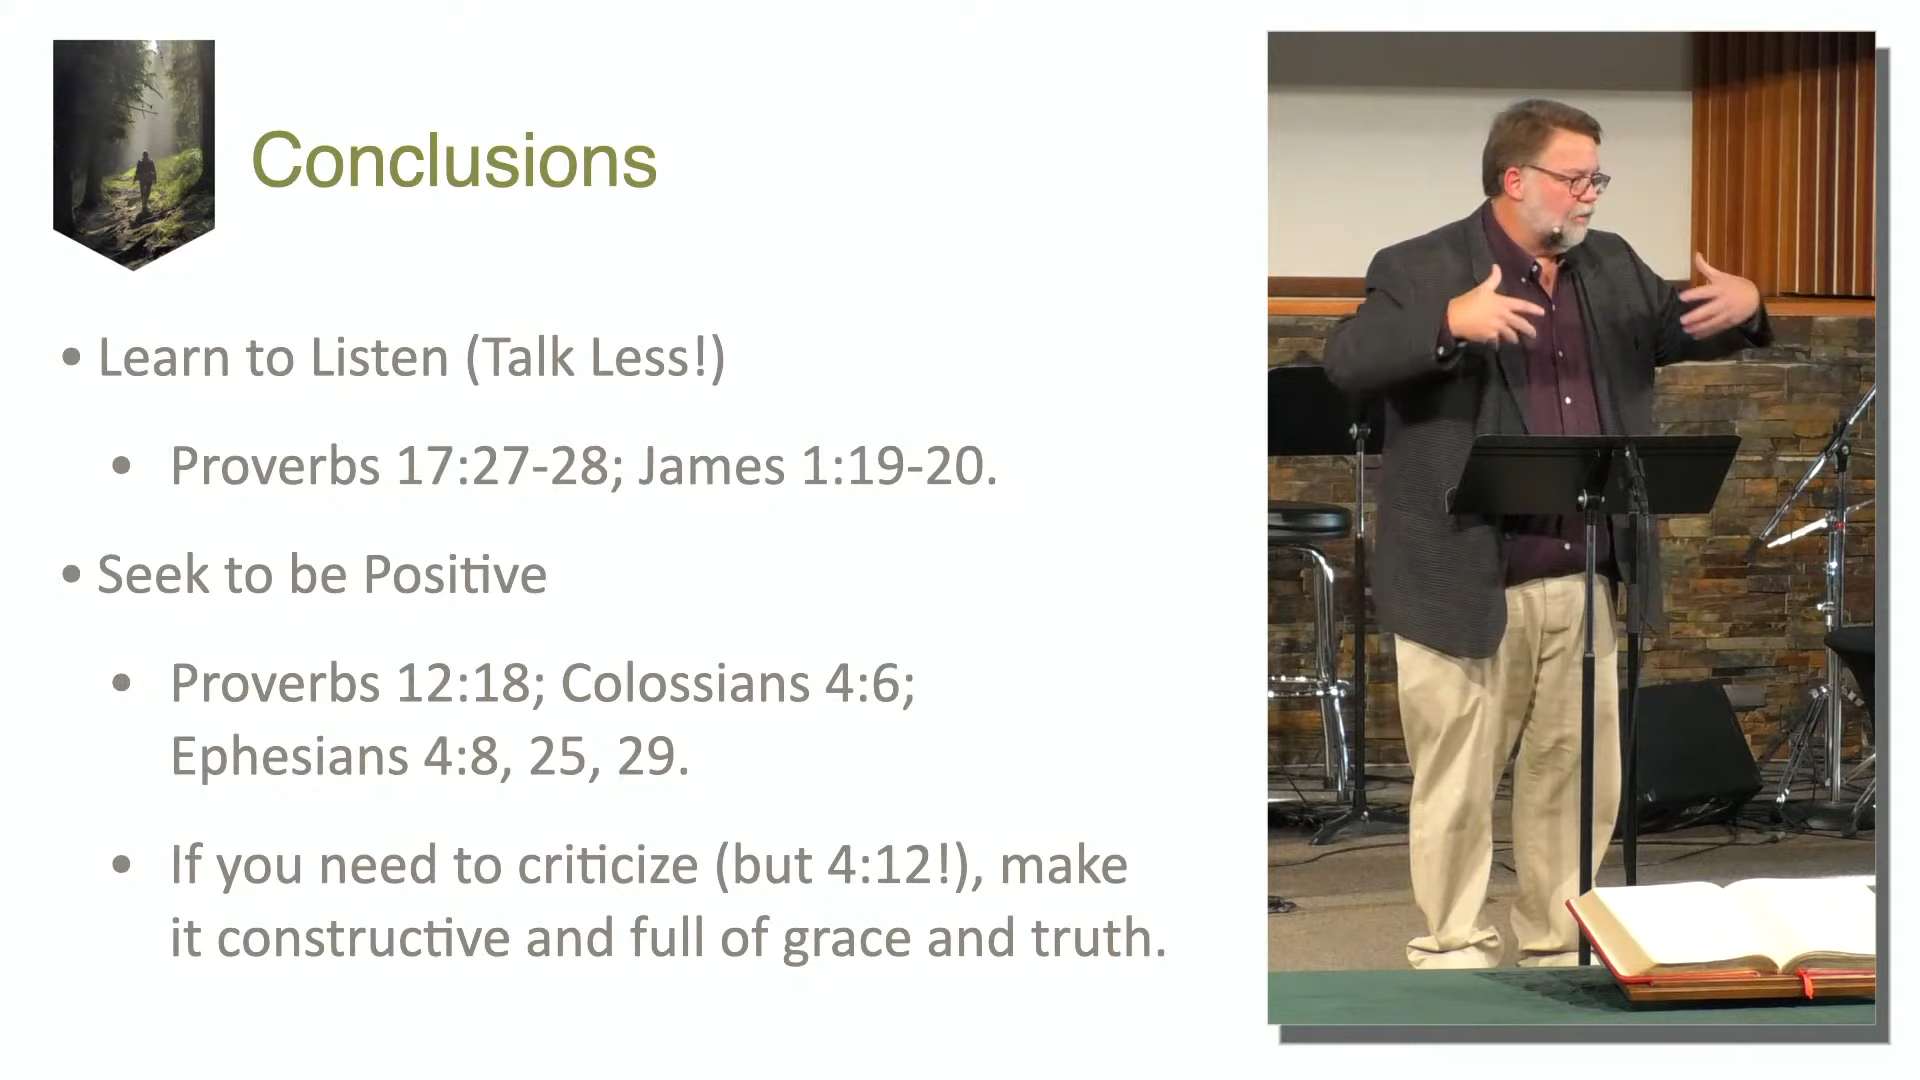 Conclusions
• Learn to Listen (Talk Less!)
• Proverbs 17:27-28; James 1:19-20.
• Seek to be Positive
• Proverbs 12:18; Colossians 4:6;
Ephesians 4:8, 25, 29.
• If you need to criticize (but 4:12!), make
it constructive and full of grace and truth.